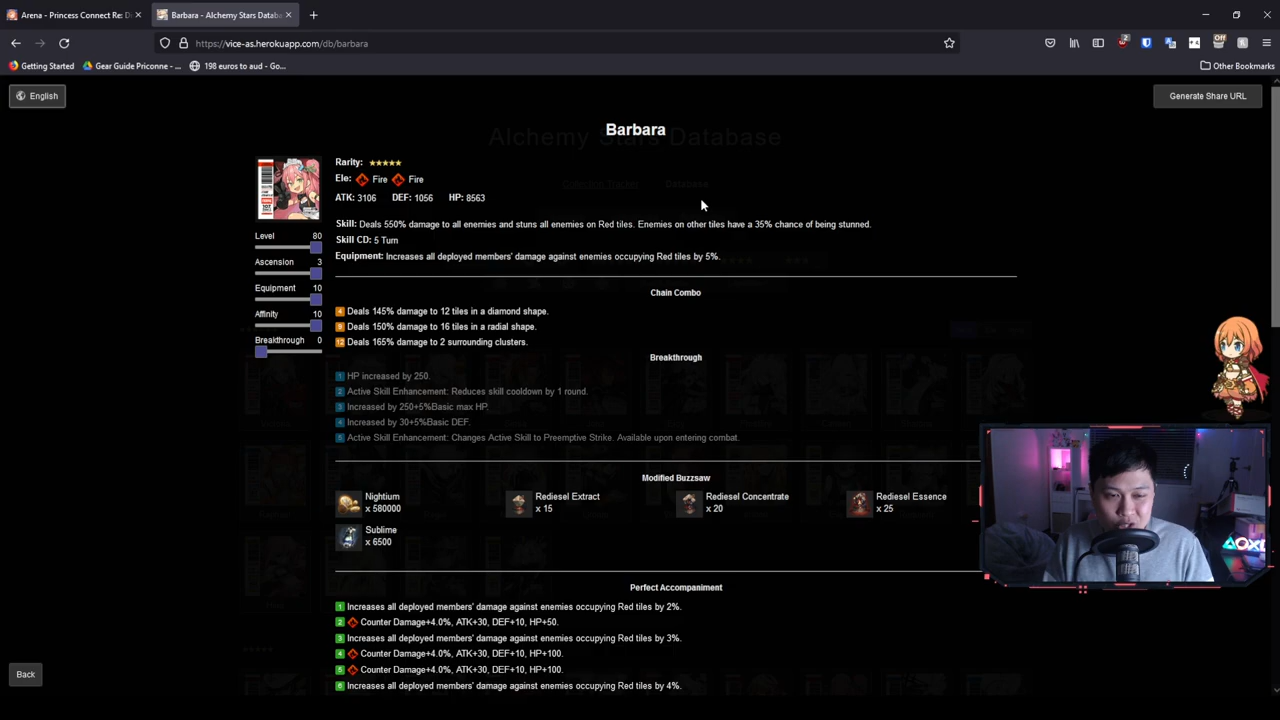 Arena - Princess Connect Re: D
Barbara - Alchemy Stars Databa
https://vice-as.herokuapp.com/db/barbara
2
Off
Getting Started
Gear Guide Priconne - ...
198 euros to aud - Go...
Other Bookmarks
English
Generate Share URL
Alchemy Stars Database
Barbara
Database
Rarity: ★★★★★
Ele: Fire Fire
ATK: 3106 DEF: 1056 HP: 8563
Skill: Deals 550% damage to all enemies and stuns all enemies on Red tiles. Enemies on other tiles have a 35% chance of being stunned.
Skill CD: 5 Turn
Equipment: Increases all deployed members' damage against enemies occupying Red tiles by 5%.
Level 80
Ascension 3
Equipment 10
Affinity 10
Breakthrough 0
Chain Combo
4 Deals 145% damage to 12 tiles in a diamond shape.
9 Deals 150% damage to 16 tiles in a radial shape.
12 Deals 165% damage to 2 surrounding clusters.
Breakthrough
1 HP increased by 250.
2 Active Skill Enhancement: Reduces skill cooldown by 1 round.
3 Increased by 250+5%Basic max HP.
4 Increased by 30+5%Basic DEF.
5 Active Skill Enhancement: Changes Active Skill to Preemptive Strike. Available upon entering combat.
Modified Buzzsaw
Nightium
x 580000
Rediesel Extract
x 15
Rediesel Concentrate
x 20
Rediesel Essence
x 25
Sublime
x 6500
Perfect Accompaniment
1 Increases all deployed members' damage against enemies occupying Red tiles by 2%.
2 Counter Damage+4.0%, ATK+30, DEF+10, HP+50.
3 Increases all deployed members' damage against enemies occupying Red tiles by 3%.
4 Counter Damage+4.0%, ATK+30, DEF+10, HP+100.
5 Counter Damage+4.0%, ATK+30, DEF+10, HP+100.
6 Increases all deployed members' damage against enemies occupying Red tiles by 4%.
Back